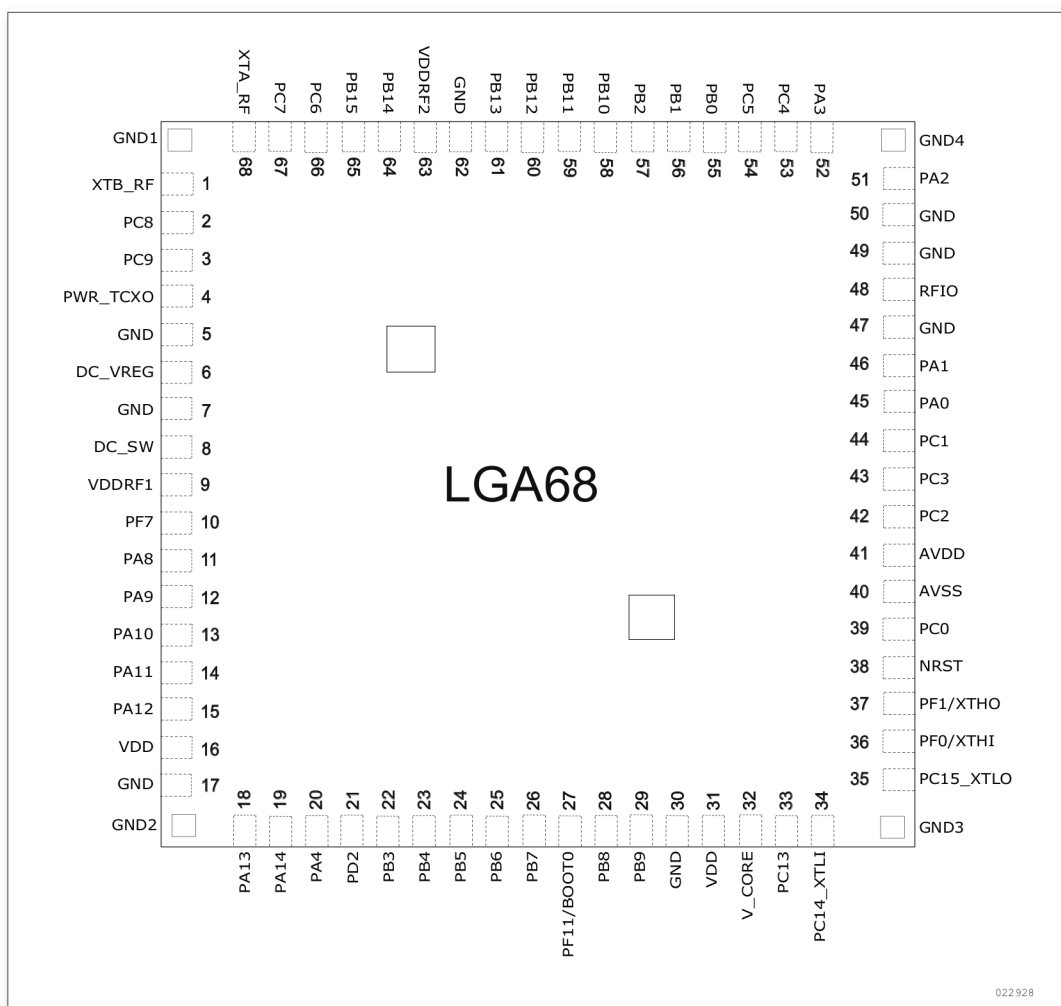 XTA_RF
PC7
PC6
PB15
PB14
VDDRF2
GND
PB13
PB12
PB11
PB10
PB2
PB1
PB0
PC5
PC4
PA3
68
67
66
65
64
63
62
61
60
59
58
57
56
55
54
53
52
GND1
XTB_RF 1
PC8 2
PC9 3
PWR_TCXO 4
GND 5
DC_VREG 6
GND 7
DC_SW 8
VDDRF1 9
PF7 10
PA8 11
PA9 12
PA10 13
PA11 14
PA12 15
VDD 16
GND 17
GND2
LGA68
GND4
51 PA2
50 GND
49 GND
48 RFIO
47 GND
46 PA1
45 PA0
44 PC1
43 PC3
42 PC2
41 AVDD
40 AVSS
39 PC0
38 NRST
37 PF1/XTHO
36 PF0/XTHI
35 PC15_XTLO
GND3
18
19
20
21
22
23
24
25
26
27
28
29
30
31
32
33
34
PA13
PA14
PA4
PD2
PB3
PB4
PB5
PB6
PB7
PF11/BOOT0
PB8
PB9
GND
VDD
V_CORE
PC13
PC14_XTLI
022928